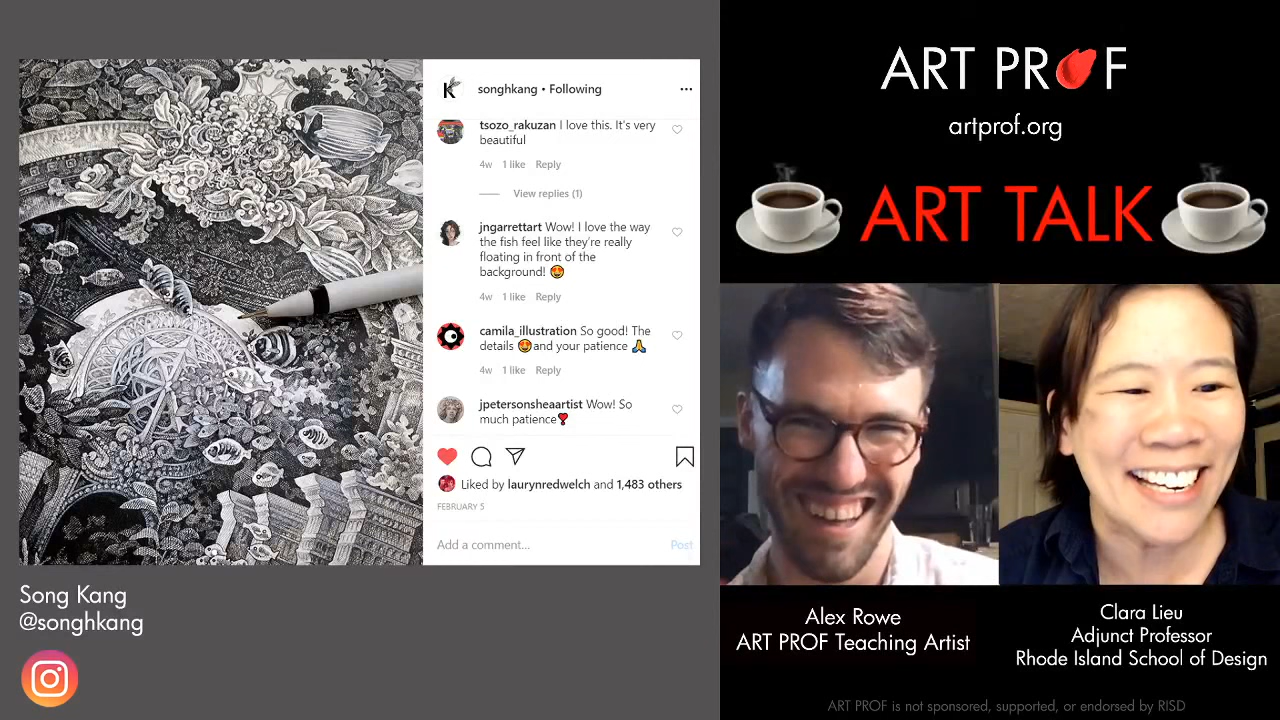 songhkang • Following
tsozo_rakuzan I love this. It's very
beautiful
4w 1 like Reply
View replies (1)
jngarrettart Wow! I love the way
the fish feel like they're really
floating in front of the
background! 😍
4w 1 like Reply
camila_illustration So good! The
details 😍and your patience 🙏
4w 1 like Reply
jpetersonsheaartist Wow! So
much patience❣
Liked by laurynredwelch and 1,483 others
FEBRUARY 5
Add a comment...
Post
Song Kang
@songhkang
ART PROF
artprof.org
ART TALK
Alex Rowe
ART PROF Teaching Artist
Clara Lieu
Adjunct Professor
Rhode Island School of Design
ART PROF is not sponsored, supported, or endorsed by RISD